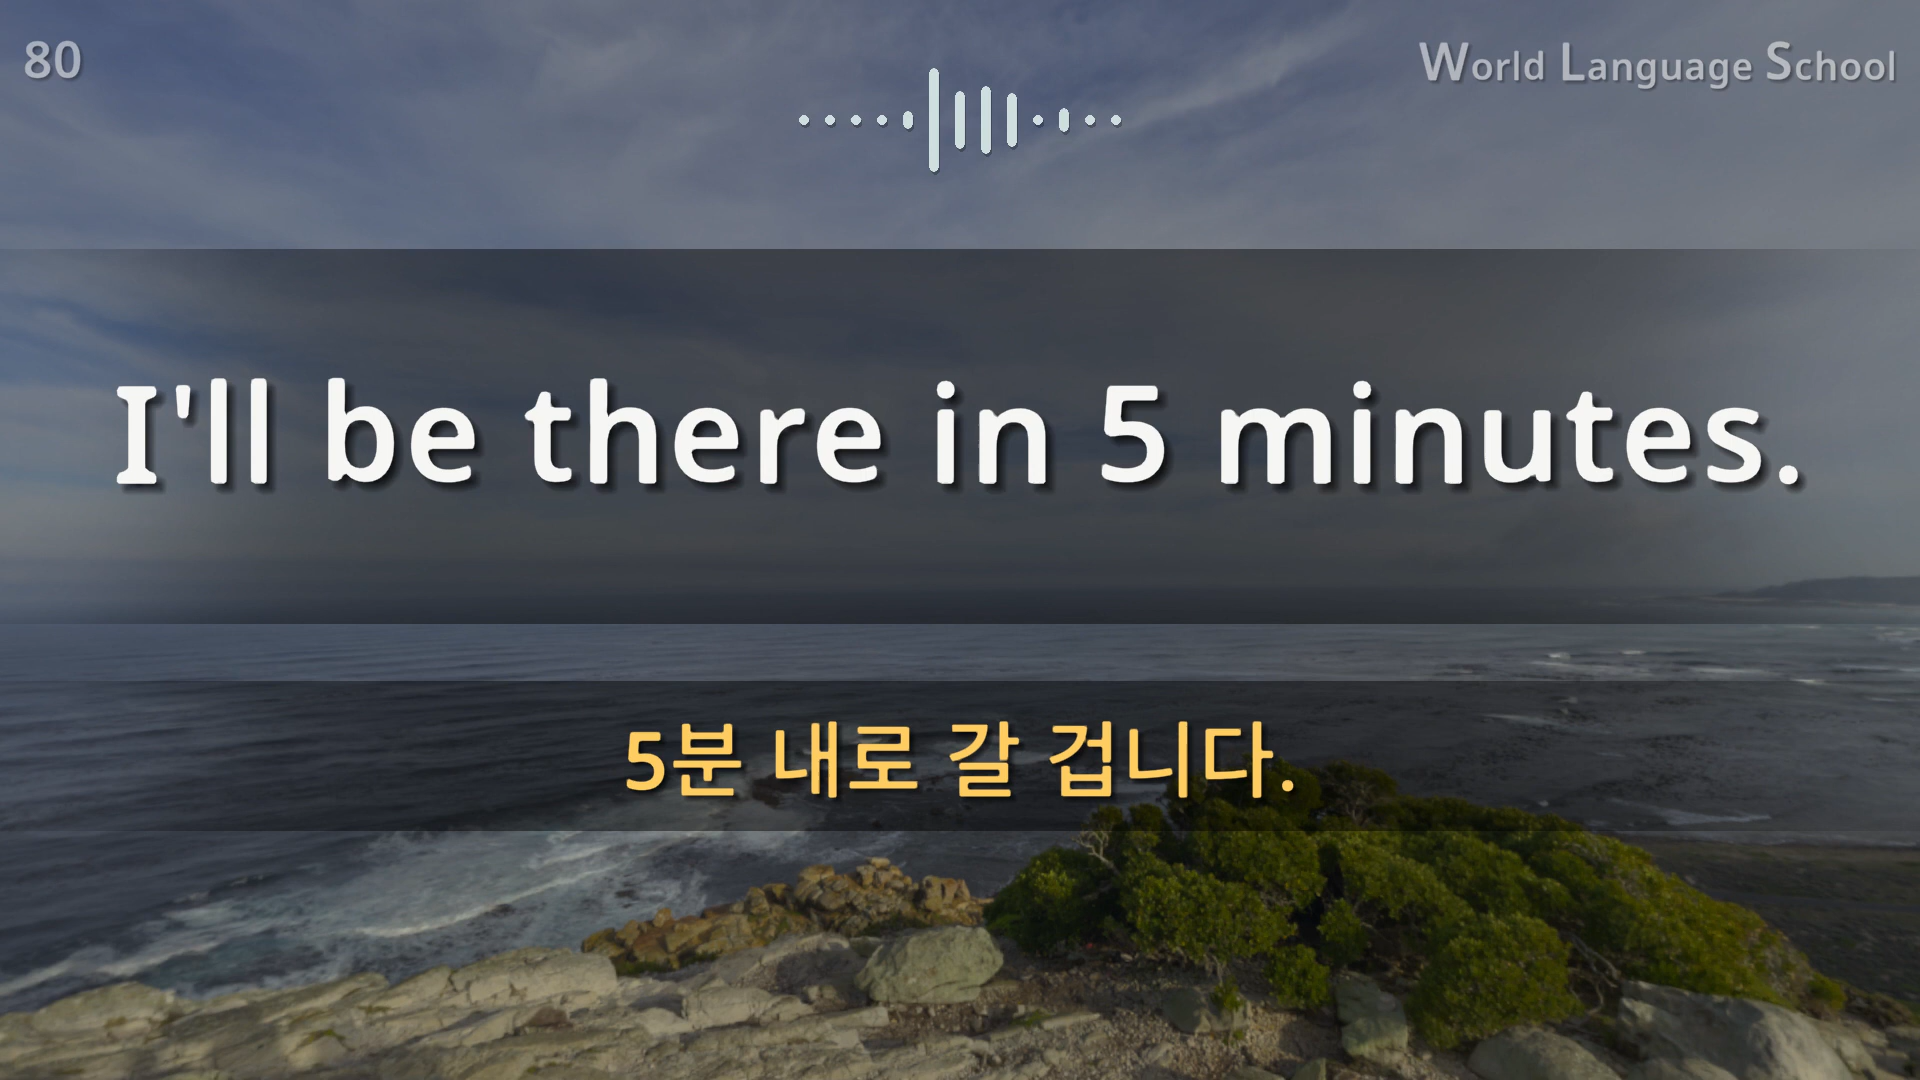 80
World Language School
I'll be there in 5 minutes.
5분 내로 갈 겁니다.